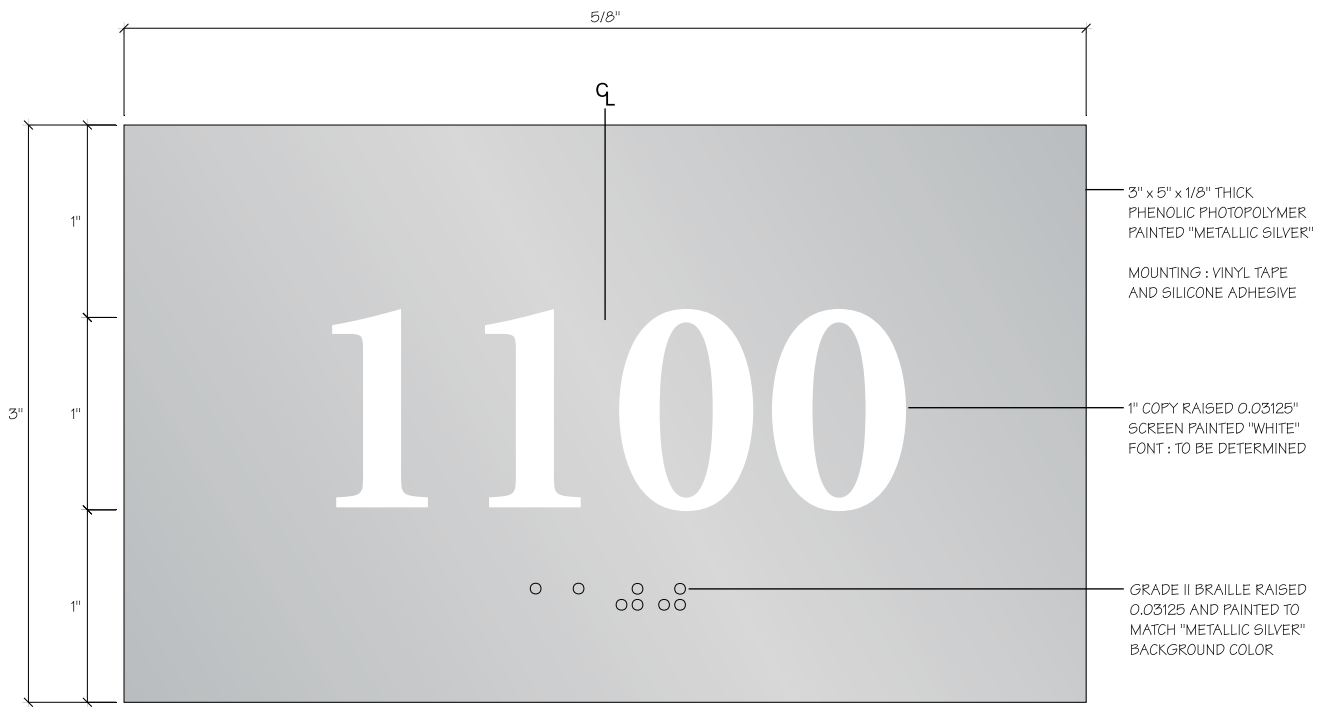 5/8"
CL
3" x 5" x 1/8" THICK
PHENOLIC PHOTOPOLYMER
PAINTED "METALLIC SILVER"
MOUNTING : VINYL TAPE
AND SILICONE ADHESIVE
1"
1100
3"
1"
1" COPY RAISED 0.03125"
SCREEN PAINTED "WHITE"
FONT : TO BE DETERMINED
1"
⠁⠁⠚⠚
GRADE II BRAILLE RAISED
0.03125 AND PAINTED TO
MATCH "METALLIC SILVER"
BACKGROUND COLOR